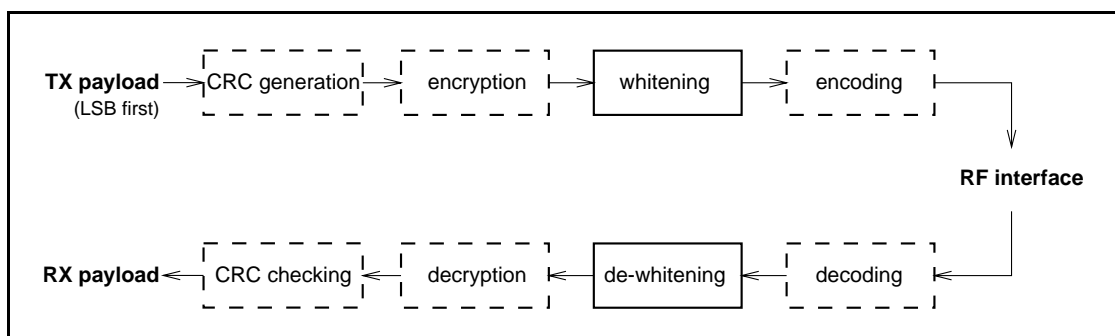 TX payload
(LSB first)
CRC generation
encryption
whitening
encoding
RF interface
RX payload
CRC checking
decryption
de-whitening
decoding